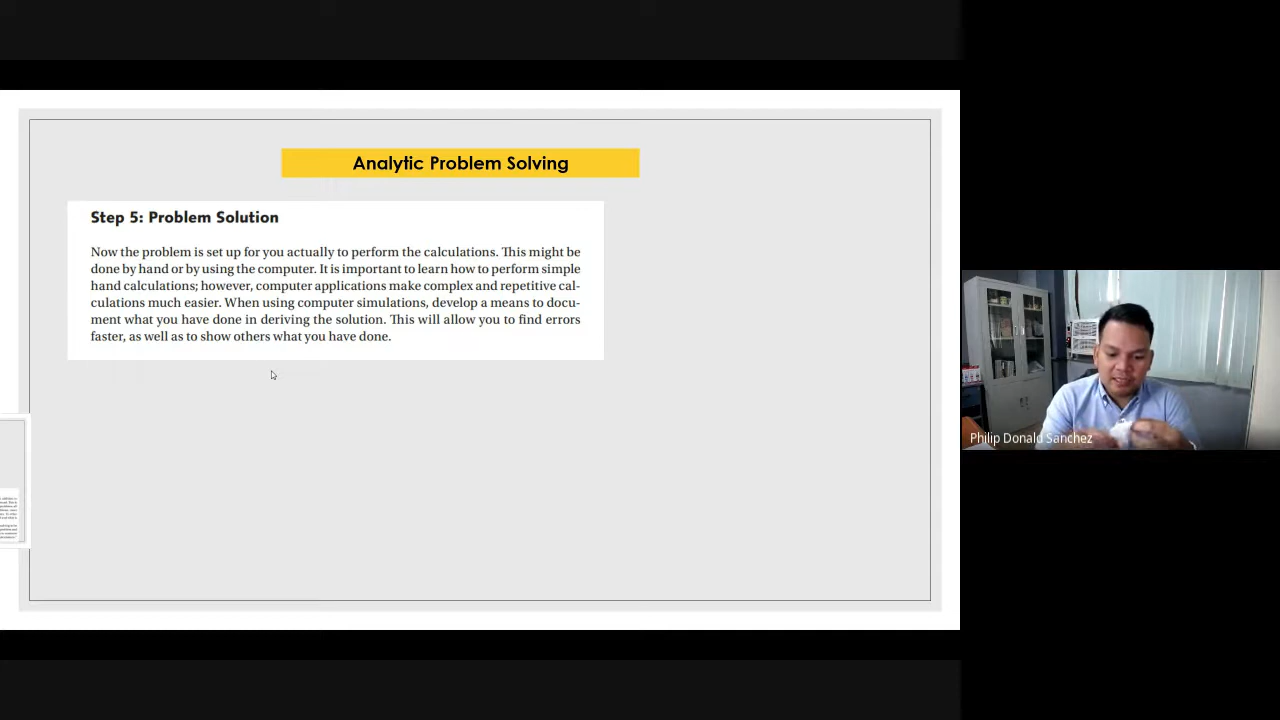 Analytic Problem Solving
Step 5: Problem Solution
Now the problem is set up for you actually to perform the calculations. This might be
done by hand or by using the computer. It is important to learn how to perform simple
hand calculations; however, computer applications make complex and repetitive cal-
culations much easier. When using computer simulations, develop a means to docu-
ment what you have done in deriving the solution. This will allow you to find errors
faster, as well as to show others what you have done.
Philip Donald Sanchez